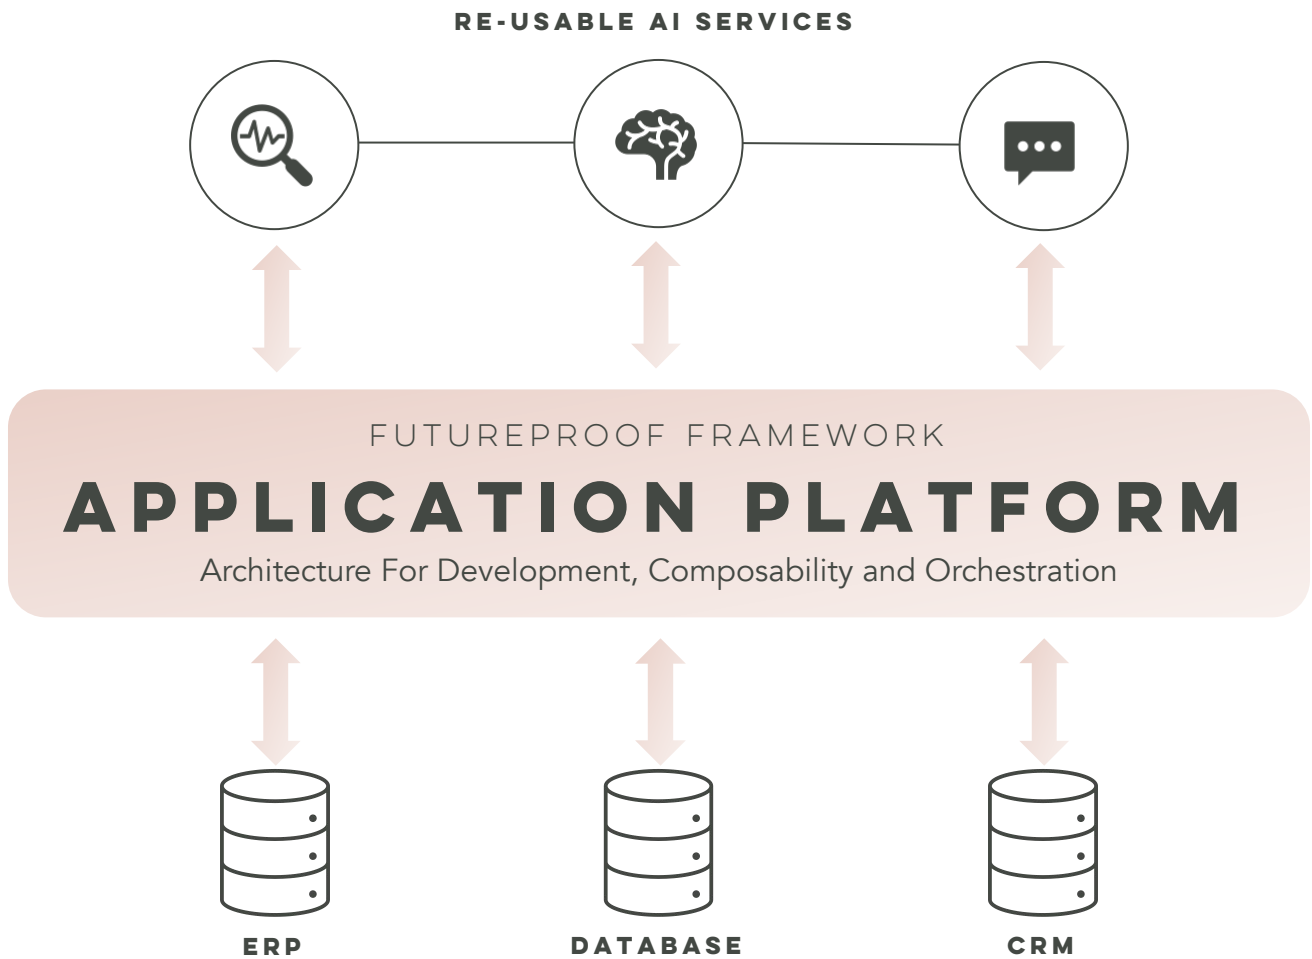 RE-USABLE AI SERVICES
FUTUREPROOF FRAMEWORK
APPLICATION PLATFORM
Architecture For Development, Composability and Orchestration
ERP
DATABASE
CRM